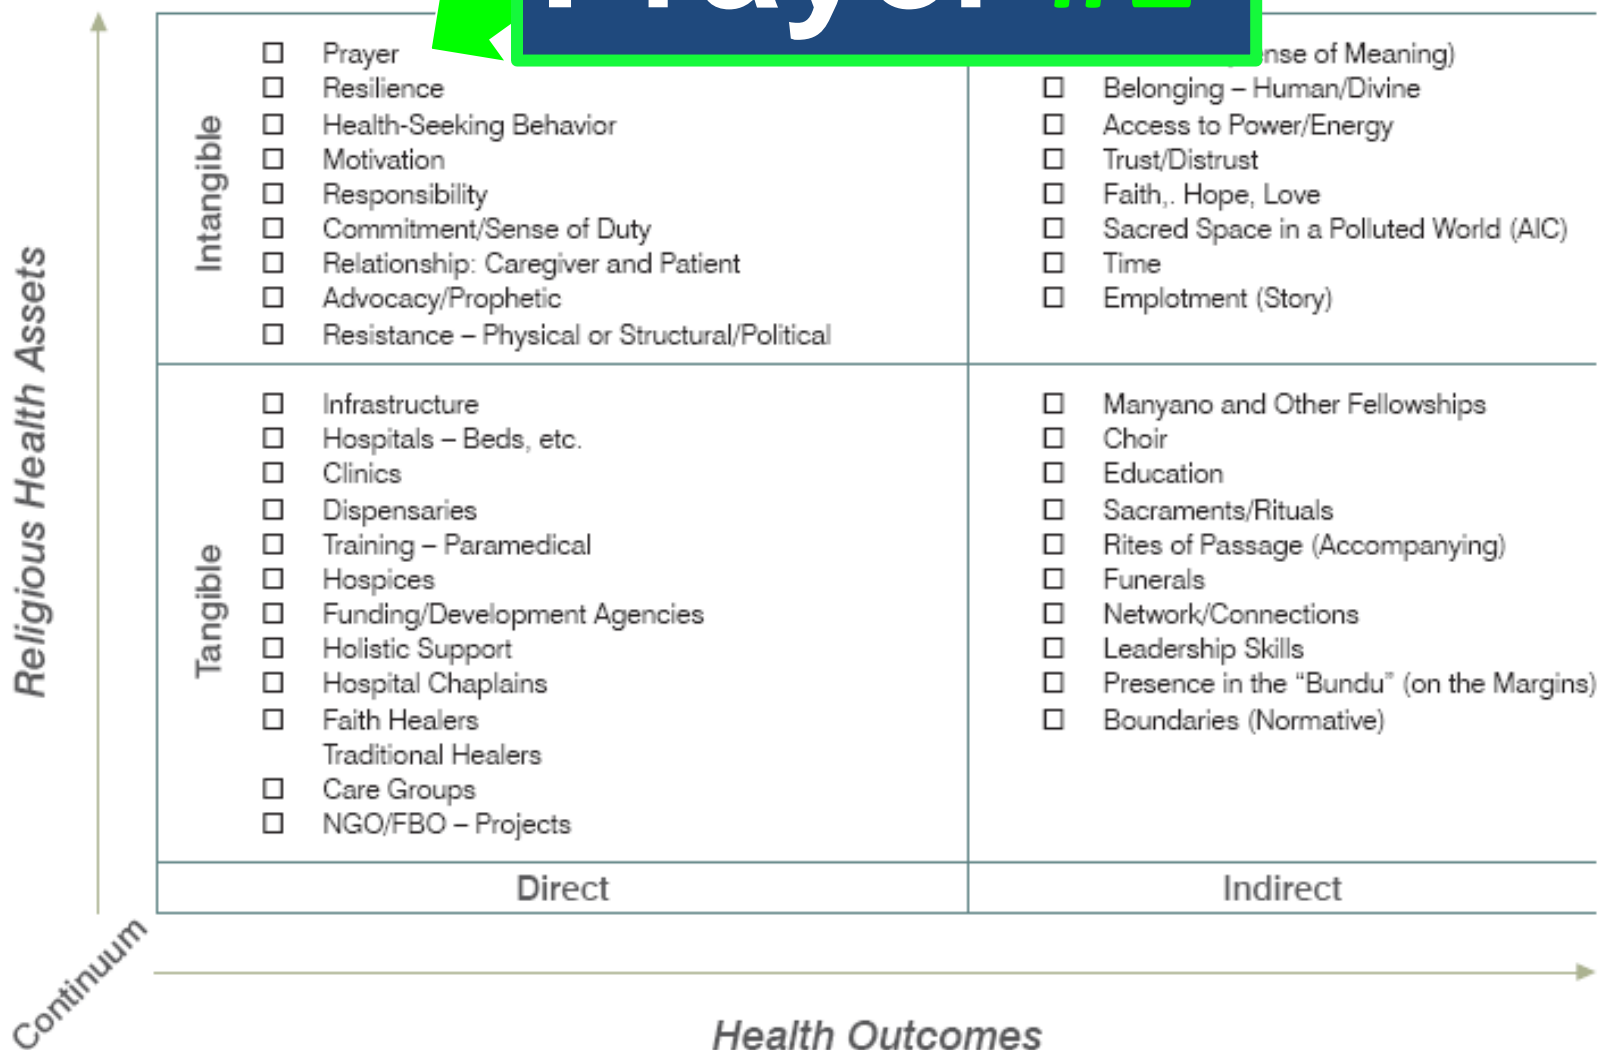 Prayer
Religious Health Assets
Intangible
Prayer
Resilience
Health-Seeking Behavior
Motivation
Responsibility
Commitment/Sense of Duty
Relationship: Caregiver and Patient
Advocacy/Prophetic
Resistance – Physical or Structural/Political
of Meaning)
Belonging – Human/Divine
Access to Power/Energy
Trust/Distrust
Faith,. Hope, Love
Sacred Space in a Polluted World (AIC)
Time
Emplotment (Story)
Tangible
Infrastructure
Hospitals – Beds, etc.
Clinics
Dispensaries
Training – Paramedical
Hospices
Funding/Development Agencies
Holistic Support
Hospital Chaplains
Faith Healers
Traditional Healers
Care Groups
NGO/FBO – Projects
Manyano and Other Fellowships
Choir
Education
Sacraments/Rituals
Rites of Passage (Accompanying)
Funerals
Network/Connections
Leadership Skills
Presence in the “Bundu” (on the Margins)
Boundaries (Normative)
Direct
Indirect
Continuum
Health Outcomes